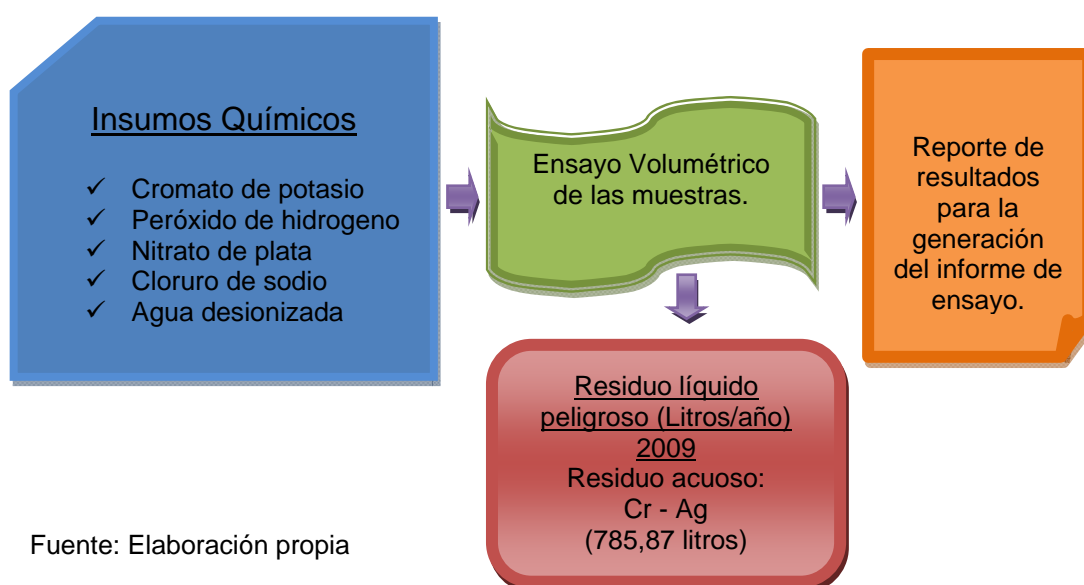 Insumos Químicos
✓ Cromato de potasio
✓ Peróxido de hidrogeno
✓ Nitrato de plata
✓ Cloruro de sodio
✓ Agua desionizada
Ensayo Volumétrico
de las muestras.
Reporte de
resultados
para la
generación
del informe de
ensayo.
Residuo líquido
peligroso (Litros/año)
2009
Residuo acuoso:
Cr - Ag
(785,87 litros)
Fuente: Elaboración propia